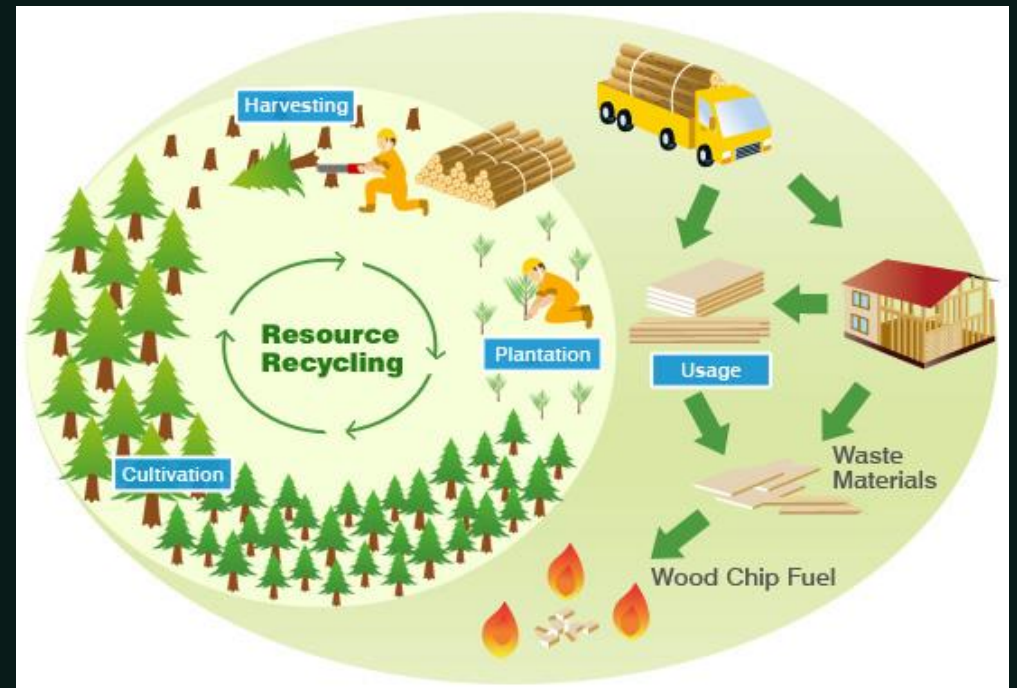 Harvesting
Resource
Recycling
Plantation
Cultivation
Usage
Waste
Materials
Wood Chip Fuel